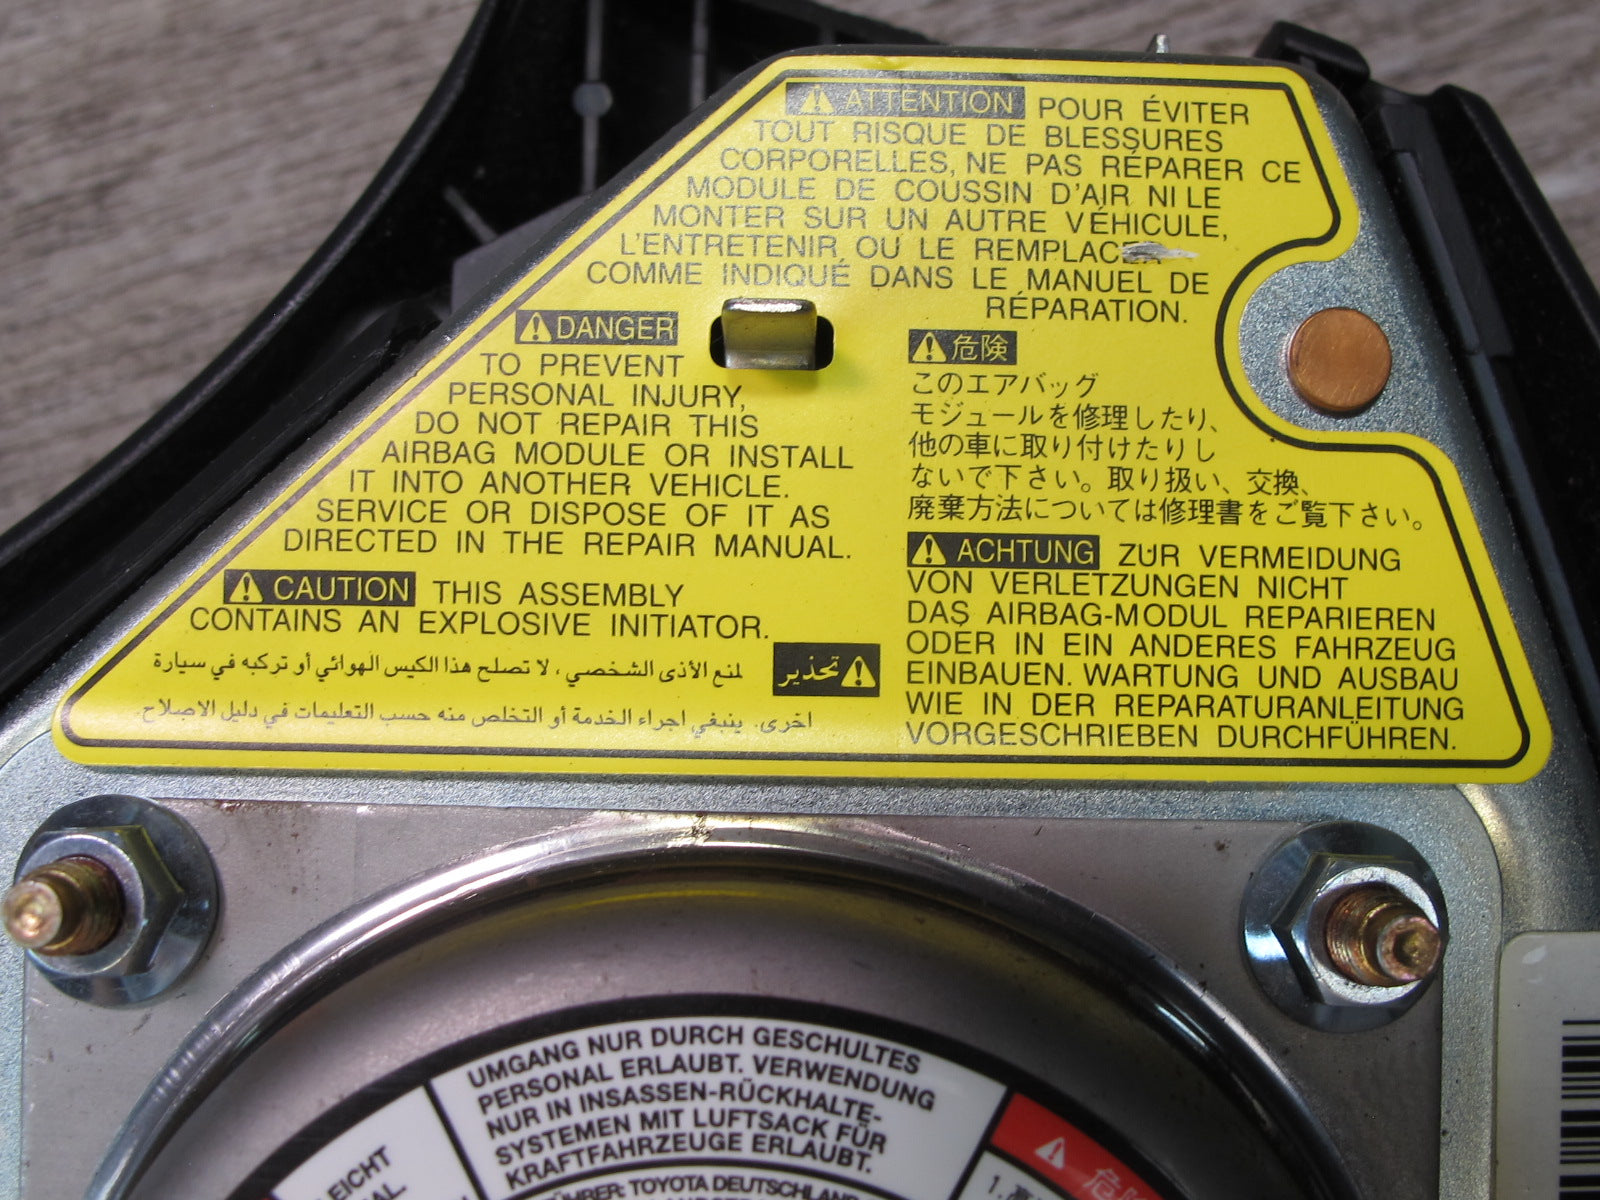 ATTENTION POUR ÉVITER
TOUT RISQUE DE BLESSURES
CORPORELLES, NE PAS RÉPARER CE
MODULE DE COUSSIN D'AIR NI LE
MONTER SUR UN AUTRE VÉHICULE,
L'ENTRETENIR OU LE
COMME INDIQUÉ DANS LE MANUEL DE
RÉPARATION.
DANGER
TO PREVENT
PERSONAL INJURY,
DO NOT REPAIR THIS
AIRBAG MODULE OR INSTALL
IT INTO ANOTHER VEHICLE.
SERVICE OR DISPOSE OF IT AS
DIRECTED IN THE REPAIR MANUAL.
CAUTION THIS ASSEMBLY
CONTAINS AN EXPLOSIVE INITIATOR.
تحذير لمنع الأذى الشخصي، لا تصلح هذا الكيس الهوائي أو تركبه في سيارة
اخرى. ينبغي اجراء الخدمة أو التخلص منه حسب التعليمات في دليل الاصلاح.
危険
このエアバッグ
モジュールを修理したり、
他の車に取り付けたりし
ないで下さい。取り扱い、交換、
廃棄方法については修理書をご覧下さい。
ACHTUNG ZUR VERMEIDUNG
VON VERLETZUNGEN NICHT
DAS AIRBAG-MODUL REPARIEREN
ODER IN EIN ANDERES FAHRZEUG
EINBAUEN. WARTUNG UND AUSBAU
WIE IN DER REPARATURANLEITUNG
VORGESCHRIEBEN DURCHFÜHREN.
UMGANG NUR DURCH GESCHULTES
PERSONAL ERLAUBT. VERWENDUNG
NUR IN INSASSEN-RÜCKHALTE-
SYSTEMEN MIT LUFTSACK FÜR
KRAFTFAHRZEUGE ERLAUBT.
TOYOTA DEUTSCHLAND